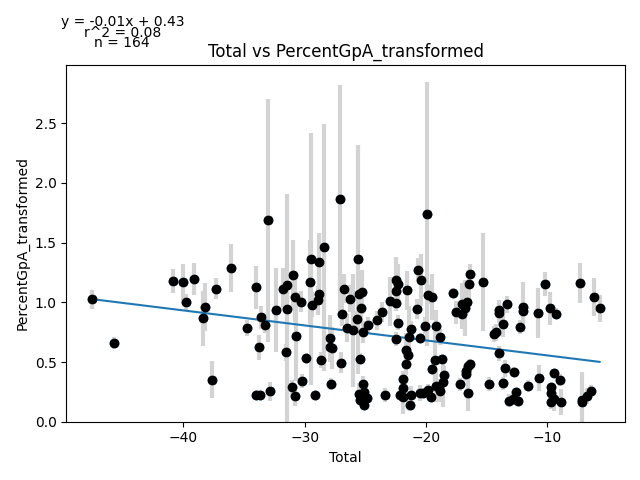 y = -0.01x + 0.43
r^2 = 0.08
n = 164
Total vs PercentGpA_transformed
PercentGpA_transformed
2.5
2.0
1.5
1.0
0.5
0.0
−40
−30
−20
−10
Total